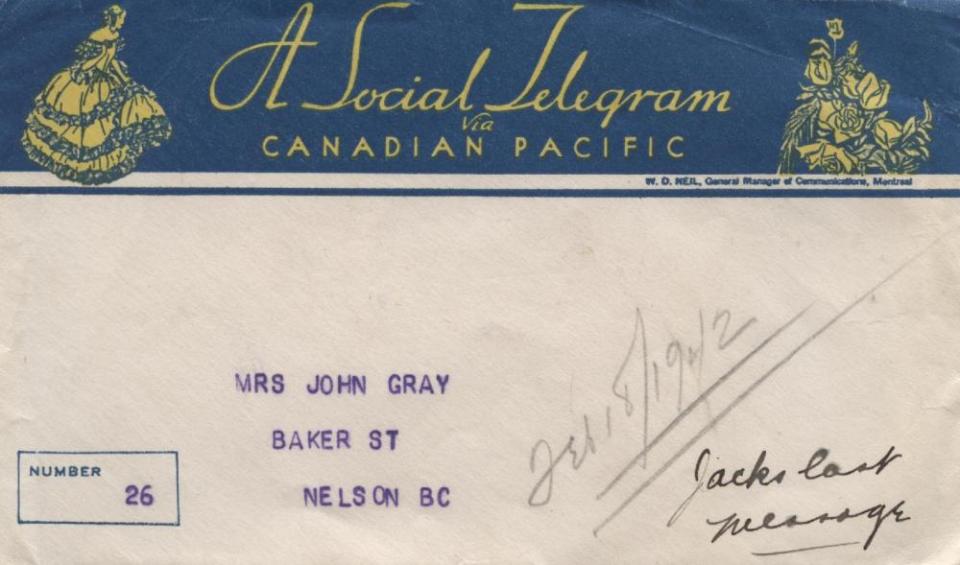 A Social Telegram
Via
CANADIAN PACIFIC
W. D. NEIL, General Manager of Communications, Montreal
MRS JOHN GRAY
BAKER ST
NELSON BC
NUMBER
26
Feb 18/1942
Jacks last
message